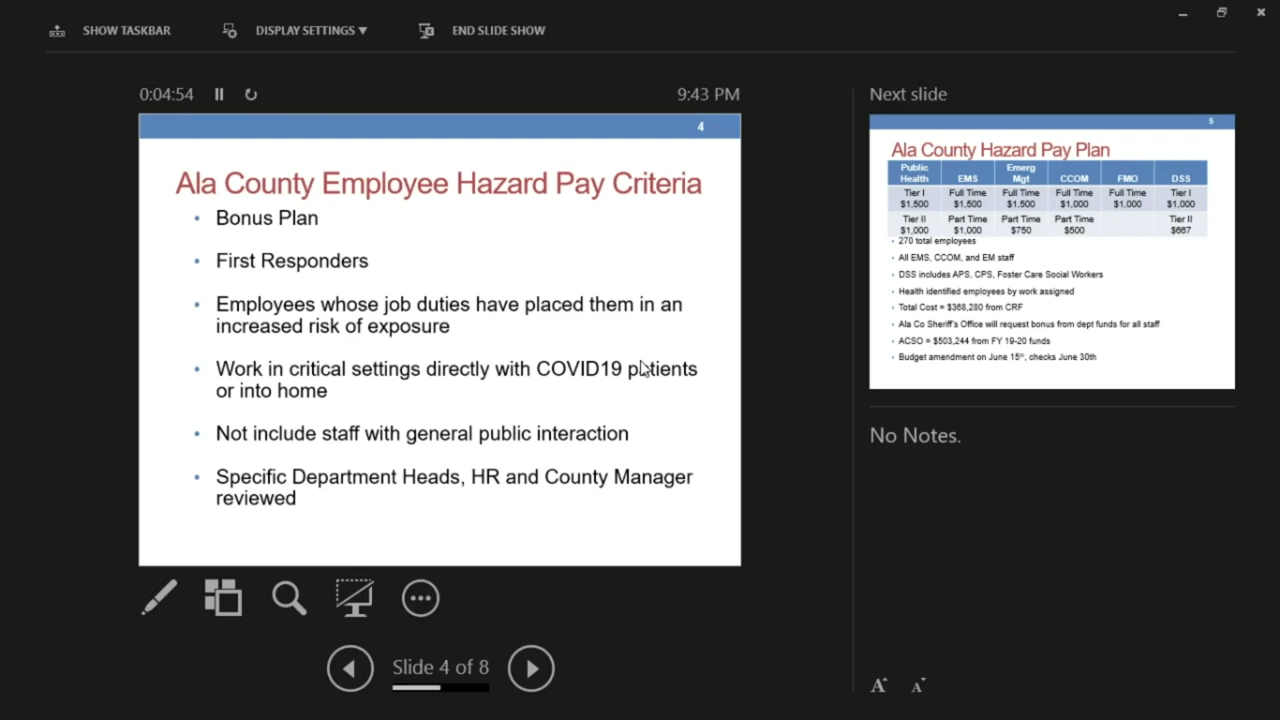 SHOW TASKBAR
DISPLAY SETTINGS ▼
END SLIDE SHOW
0:04:54
9:43 PM
4
Ala County Employee Hazard Pay Criteria
• Bonus Plan
• First Responders
• Employees whose job duties have placed them in an
increased risk of exposure
• Work in critical settings directly with COVID19 patients
or into home
• Not include staff with general public interaction
• Specific Department Heads, HR and County Manager
reviewed
Slide 4 of 8
Next slide
5
Ala County Hazard Pay Plan
Public Health EMS Emerg Mgt CCOM FMO DSS
Tier I $1,500 Full Time $1,500 Full Time $1,500 Full Time $1,000 Full Time $1,000 Tier I $1,000
Tier II $1,000 Part Time $1,000 Part Time $750 Part Time $500 Tier II $667
• 270 total employees
• All EMS, CCOM, and EM staff
• DSS includes APS, CPS, Foster Care Social Workers
• Health identified employees by work assigned
• Total Cost = $368,280 from CRF
• Ala Co Sheriff's Office will request bonus from dept funds for all staff
• ACSO = $503,244 from FY 19-20 funds
• Budget amendment on June 15th, checks June 30th
No Notes.
A A